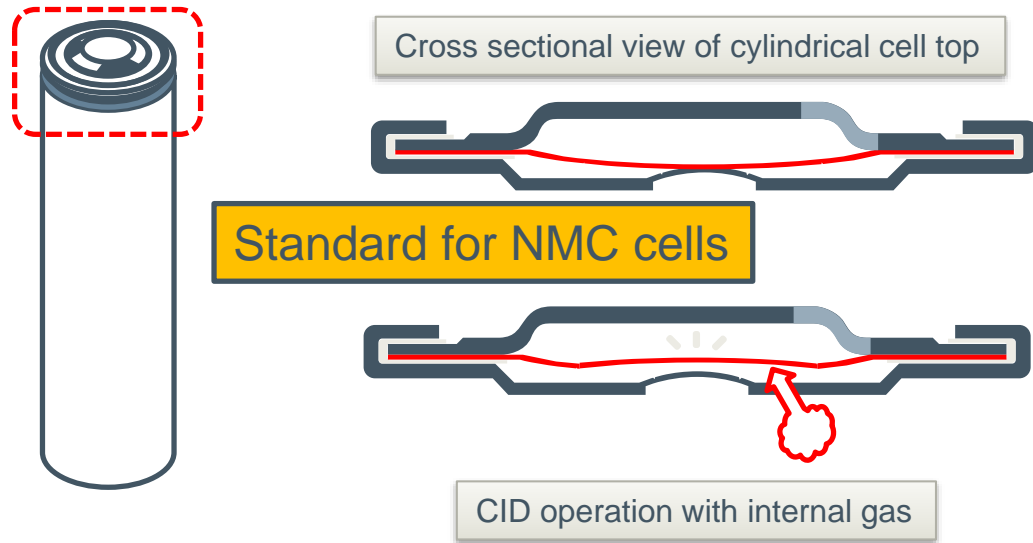 Cross sectional view of cylindrical cell top
Standard for NMC cells
CID operation with internal gas